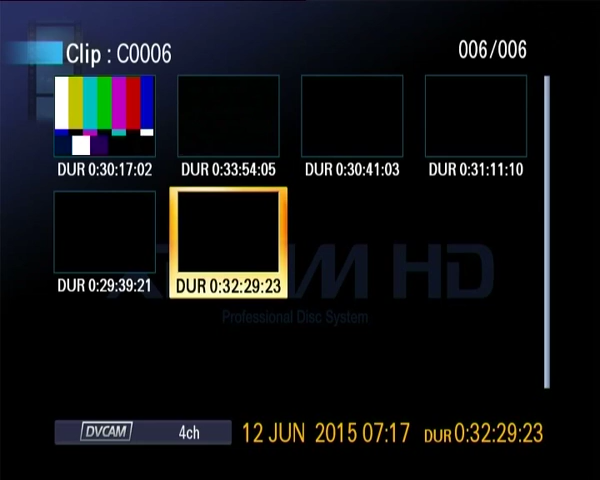 Clip : C0006
006/006
DUR 0:30:17:02
DUR 0:33:54:05
DUR 0:30:41:03
DUR 0:31:11:10
DUR 0:29:39:21
DUR 0:32:29:23
HD
Professional Disc System
DVCAM
4ch
12 JUN 2015 07:17
DUR 0:32:29:23